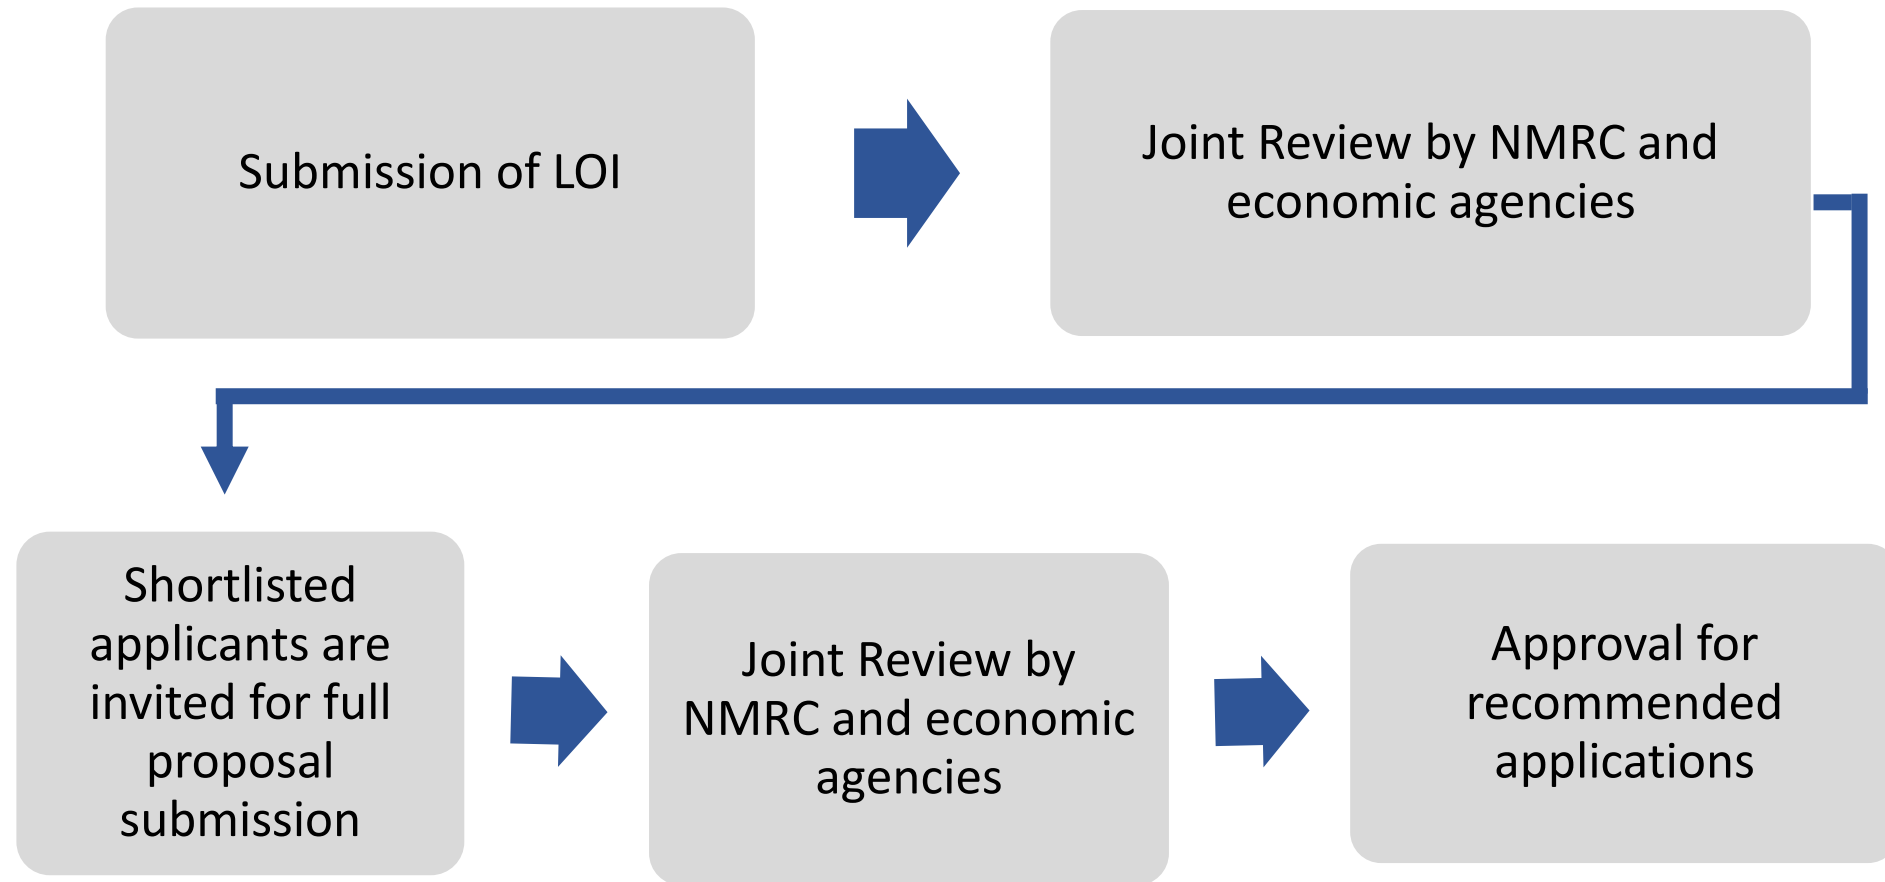 Submission of LOI
Joint Review by NMRC and
economic agencies
Shortlisted
applicants are
invited for full
proposal
submission
Joint Review by
NMRC and economic
agencies
Approval for
recommended
applications